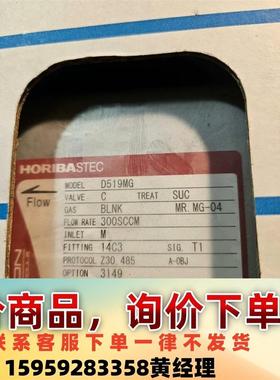 HORIBASTEC
MODEL D519MG
VALVE C TREAT SUC
Flow
GAS BLNK MR. MG-04
FLOW RATE 300SCCM
INLET M
FITTING 14C3 SIG. T1
PROTOCOL Z30.485 A-OBJ
OPTION 3149
商品,询价下单
联系客服下单一律不发货
15959283358黄经理